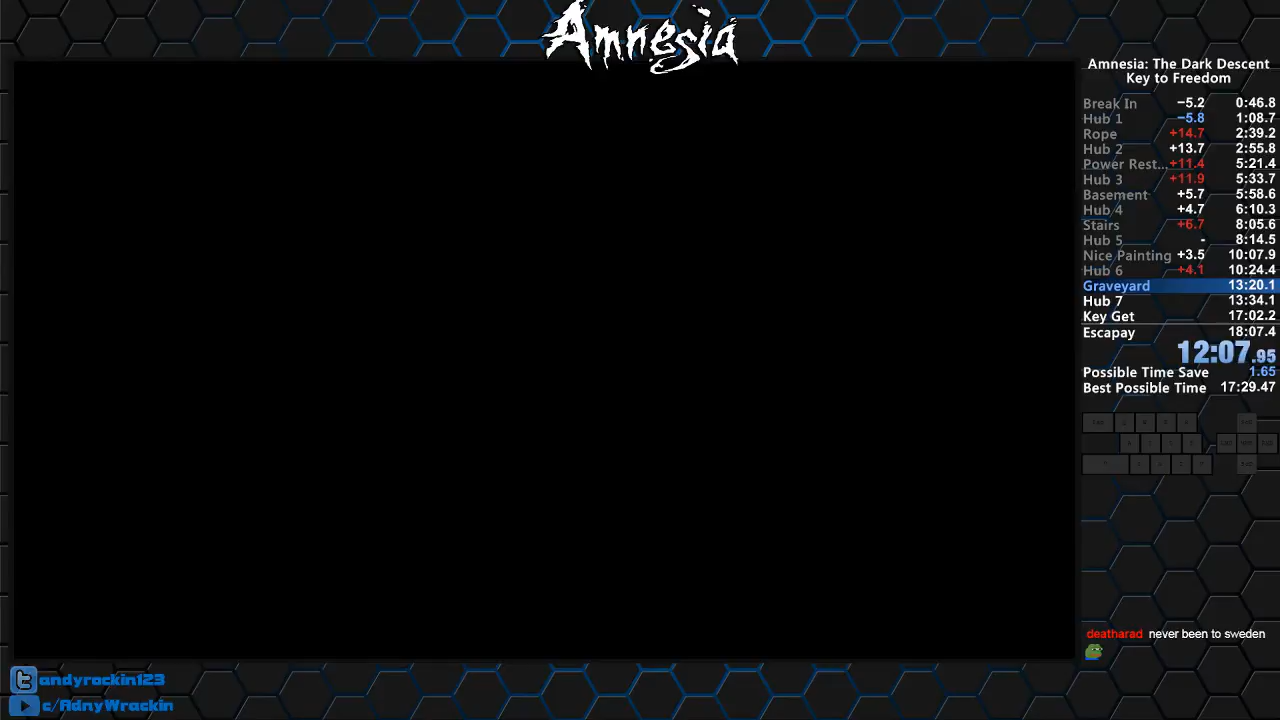 Amnesia
Amnesia: The Dark Descent
Key to Freedom
Break In −5.2 0:46.8
Hub 1 −5.8 1:08.7
Rope +14.7 2:39.2
Hub 2 +13.7 2:55.8
Power Rest... +11.4 5:21.4
Hub 3 +11.9 5:33.7
Basement +5.7 5:58.6
Hub 4 +4.7 6:10.3
Stairs +6.7 8:05.6
Hub 5 - 8:14.5
Nice Painting +3.5 10:07.9
Hub 6 +4.1 10:24.4
Graveyard 13:20.1
Hub 7 13:34.1
Key Get 17:02.2
Escapay 18:07.4
12:07.95
Possible Time Save 1.65
Best Possible Time 17:29.47
deatharad never been to sweden
andyrockin123
c/AdnyWrackin